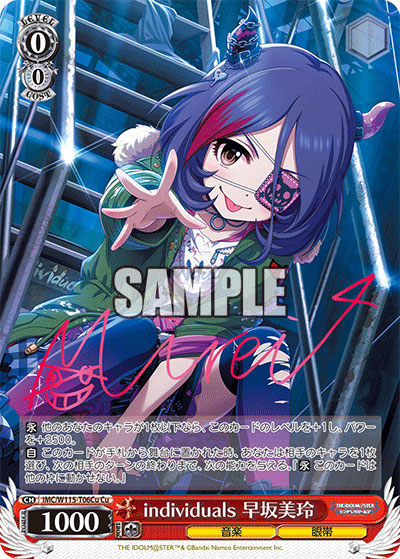 LEVEL
0
0
COST
individual
SAMPLE
Mirei
永 他のあなたのキャラが1枚以下なら、このカードのレベルを+1し、パワー
を+2500。
自 このカードが手札から舞台に置かれた時、あなたは相手のキャラを1枚
選び、次の相手のターンの終わりまで、次の能力を与える。『永 このカード
は他の枠に動かせない。』
CH IMC/W115-T06CuCu
1000
individuals 早坂美玲
音楽 眼帯
THE IDOLM@STER
THE IDOLM@STER™& ©Bandai Namco Entertainment Inc.